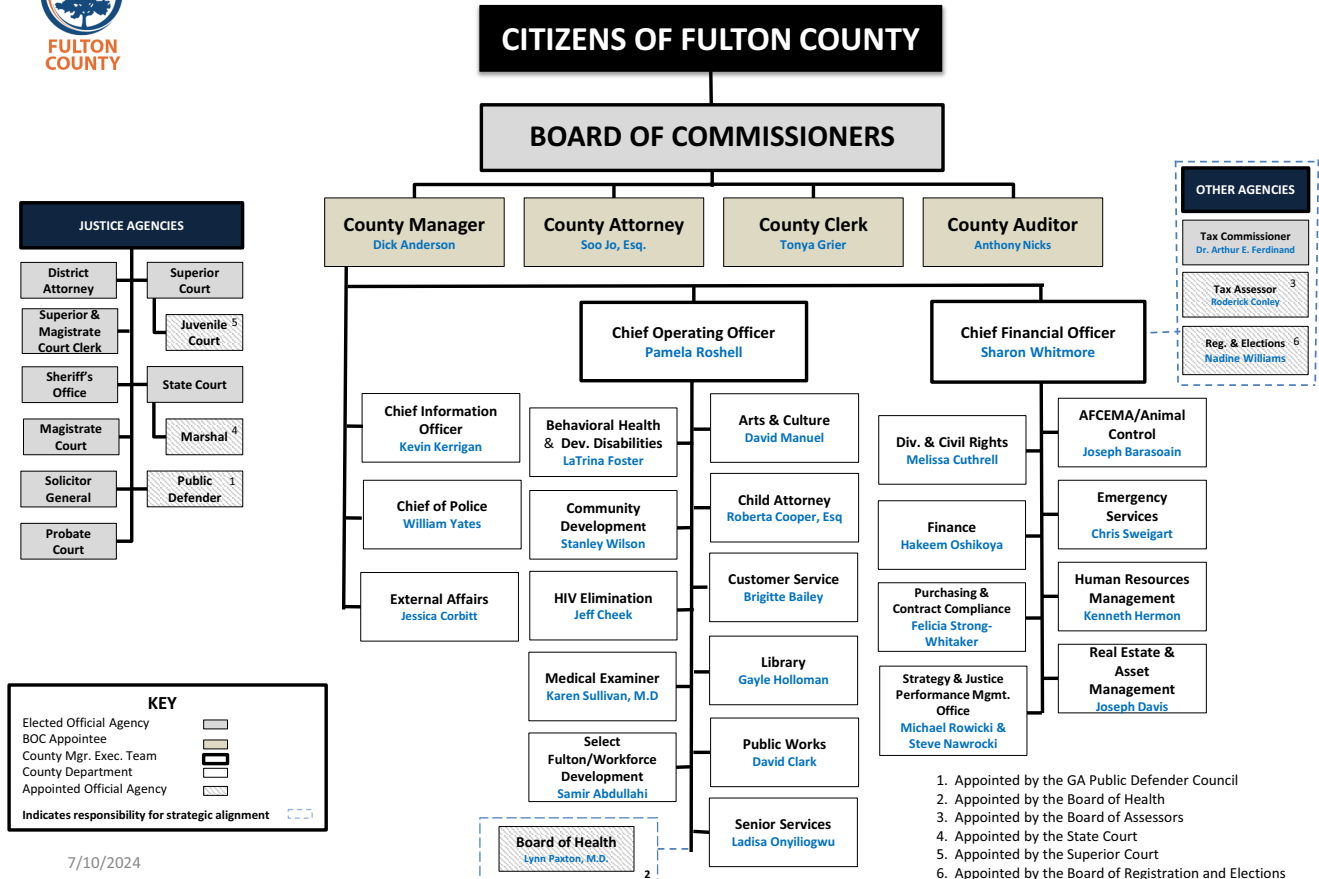 FULTON
COUNTY
CITIZENS OF FULTON COUNTY
BOARD OF COMMISSIONERS
County Manager
Dick Anderson
County Attorney
Soo Jo, Esq.
County Clerk
Tonya Grier
County Auditor
Anthony Nicks
OTHER AGENCIES
Tax Commissioner
Dr. Arthur E. Ferdinand
Tax Assessor 3
Roderick Conley
Reg. & Elections 6
Nadine Williams
JUSTICE AGENCIES
District
Attorney
Superior
Court
Superior &
Magistrate
Court Clerk
Juvenile 5
Court
Sheriff's
Office
State Court
Magistrate
Court
Marshal 4
Solicitor
General
Public 1
Defender
Probate
Court
Chief Operating Officer
Pamela Roshell
Chief Financial Officer
Sharon Whitmore
Chief Information
Officer
Kevin Kerrigan
Chief of Police
William Yates
External Affairs
Jessica Corbitt
Behavioral Health
& Dev. Disabilities
LaTrina Foster
Community
Development
Stanley Wilson
HIV Elimination
Jeff Cheek
Medical Examiner
Karen Sullivan, M.D
Select
Fulton/Workforce
Development
Samir Abdullahi
Board of Health
Lynn Paxton, M.D.
2
Arts & Culture
David Manuel
Child Attorney
Roberta Cooper, Esq
Customer Service
Brigitte Bailey
Library
Gayle Holloman
Public Works
David Clark
Senior Services
Ladisa Onyiliogwu
Div. & Civil Rights
Melissa Cuthrell
Finance
Hakeem Oshikoya
Purchasing &
Contract Compliance
Felicia Strong-
Whitaker
Strategy & Justice
Performance Mgmt.
Office
Michael Rowicki &
Steve Nawrocki
AFCEMA/Animal
Control
Joseph Barasoain
Emergency
Services
Chris Sweigart
Human Resources
Management
Kenneth Hermon
Real Estate &
Asset
Management
Joseph Davis
KEY
Elected Official Agency
BOC Appointee
County Mgr. Exec. Team
County Department
Appointed Official Agency
Indicates responsibility for strategic alignment
7/10/2024
1. Appointed by the GA Public Defender Council
2. Appointed by the Board of Health
3. Appointed by the Board of Assessors
4. Appointed by the State Court
5. Appointed by the Superior Court
6. Appointed by the Board of Registration and Elections